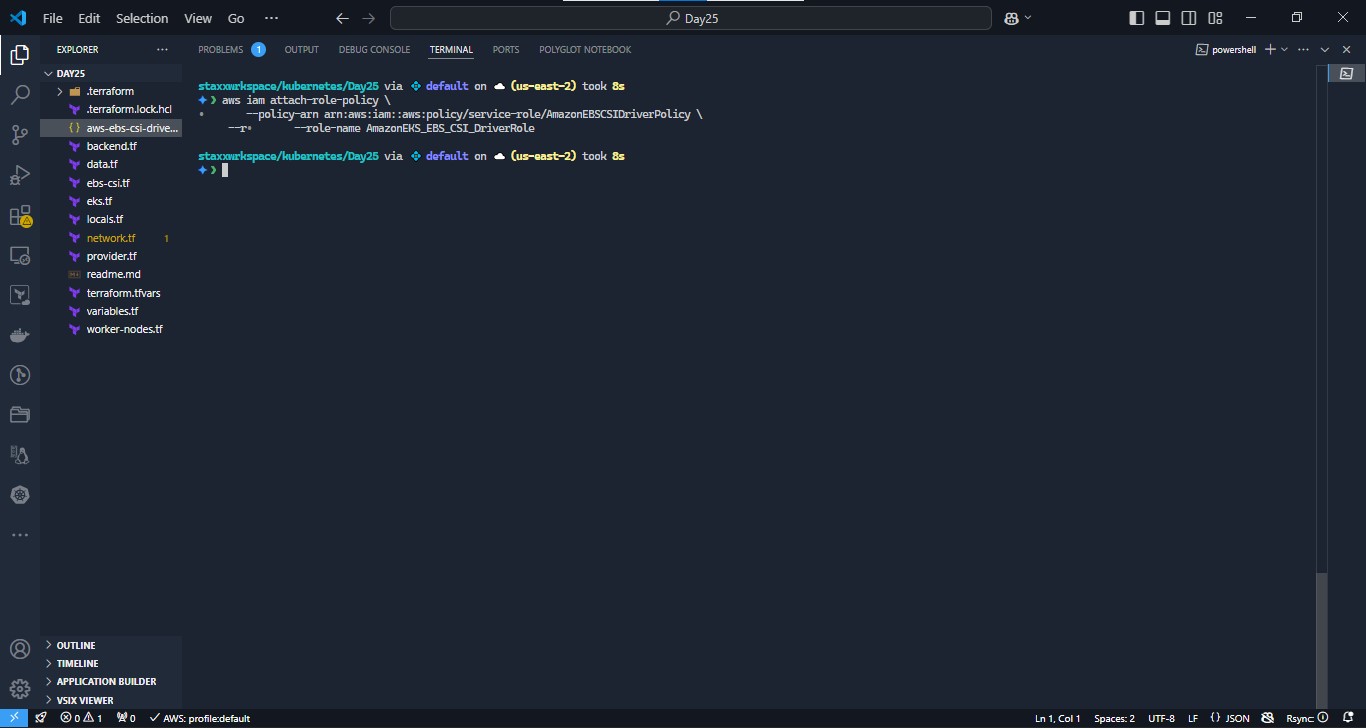 File Edit Selection View Go ··· Day25
EXPLORER ···
DAY25
.terraform
.terraform.lock.hcl
{} aws-ebs-csi-drive...
backend.tf
data.tf
ebs-csi.tf
eks.tf
locals.tf
network.tf 1
provider.tf
readme.md
terraform.tfvars
variables.tf
worker-nodes.tf
OUTLINE
TIMELINE
APPLICATION BUILDER
VSIX VIEWER
PROBLEMS 1 OUTPUT DEBUG CONSOLE TERMINAL PORTS POLYGLOT NOTEBOOK powershell
staxxwrkspace/kubernetes/Day25 via default on (us-east-2) took 8s
❯ aws iam attach-role-policy \
--policy-arn arn:aws:iam::aws:policy/service-role/AmazonEBSCSIDriverPolicy \
--r --role-name AmazonEKS_EBS_CSI_DriverRole
staxxwrkspace/kubernetes/Day25 via default on (us-east-2) took 8s
❯
0 1 0 AWS: profile:default Ln 1, Col 1 Spaces: 2 UTF-8 LF {} JSON Rsync: